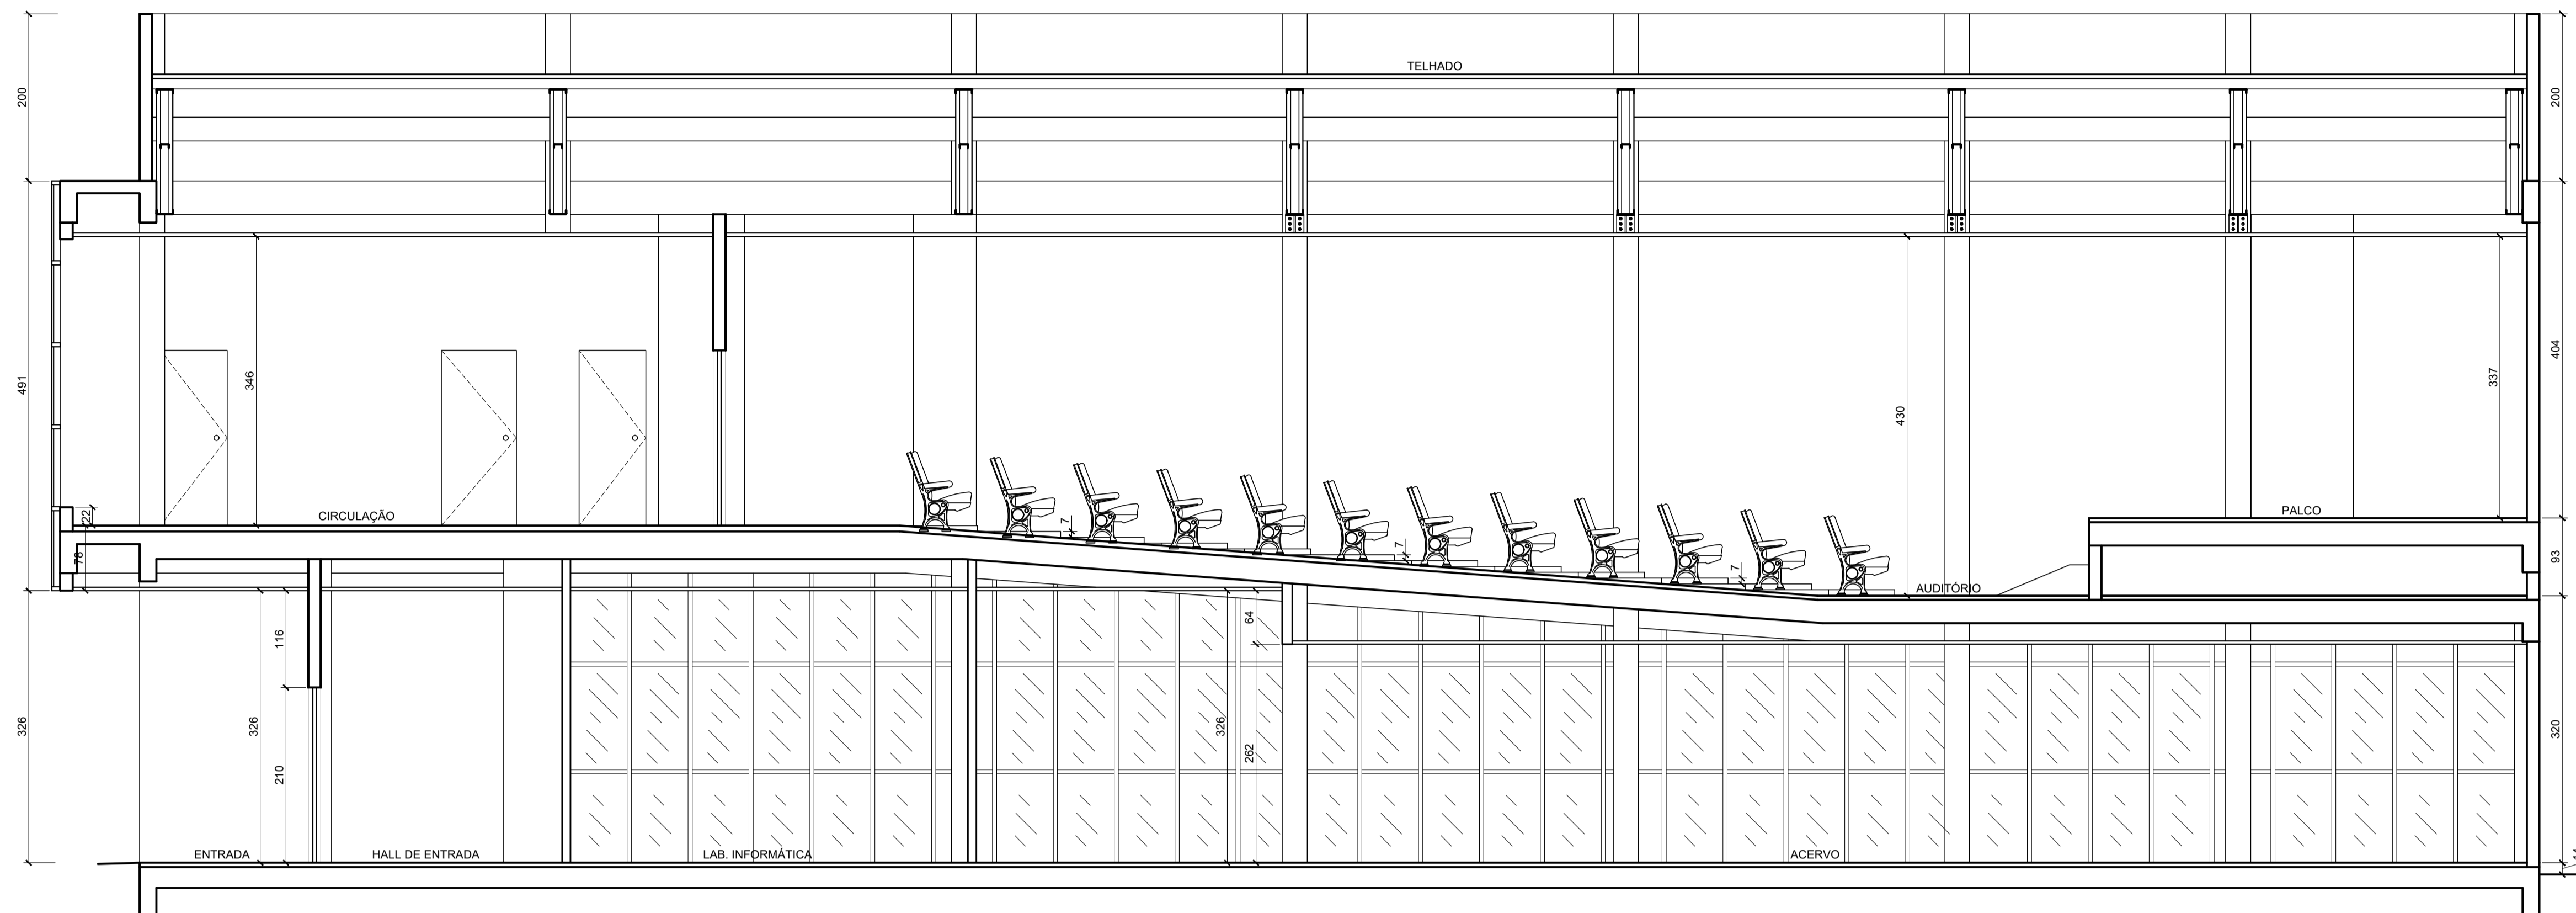 TELHADO
200
200
491
346
22
78
CIRCULAÇÃO
7
7
7
430
337
404
PALCO
AUDITÓRIO
93
326
326
116
210
64
326
262
320
ENTRADA
HALL DE ENTRADA
LAB. INFORMÁTICA
ACERVO